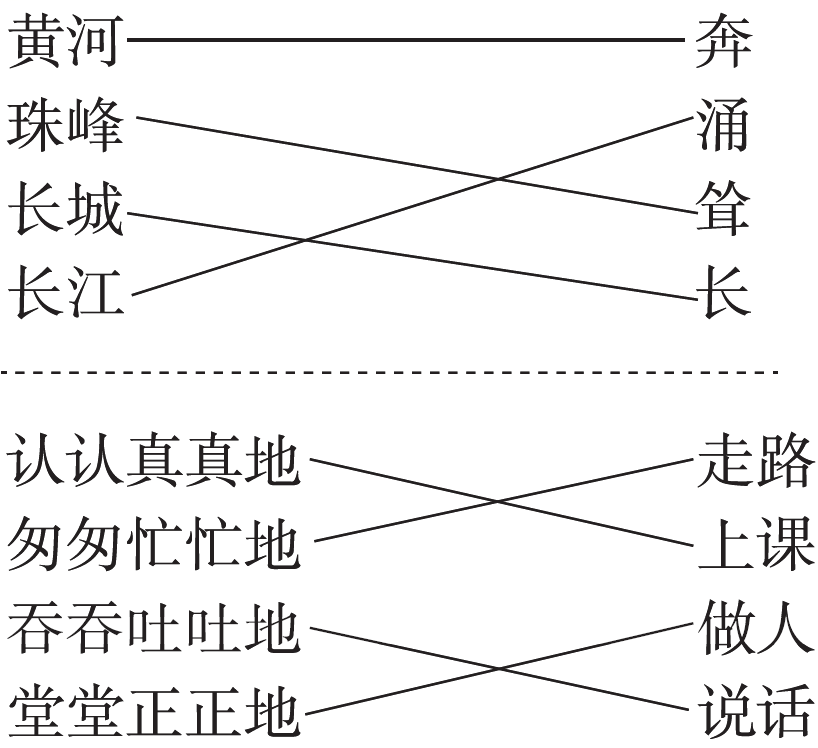 黄河 奔
珠峰 涌
长城 耸
长江 长
认认真真地 走路
匆匆忙忙地 上课
吞吞吐吐地 做人
堂堂正正地 说话